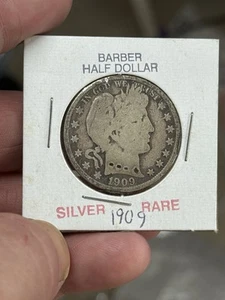 BARBER
HALF DOLLAR
IN GOD WE TRUST
1909
SILVER 1909 RARE